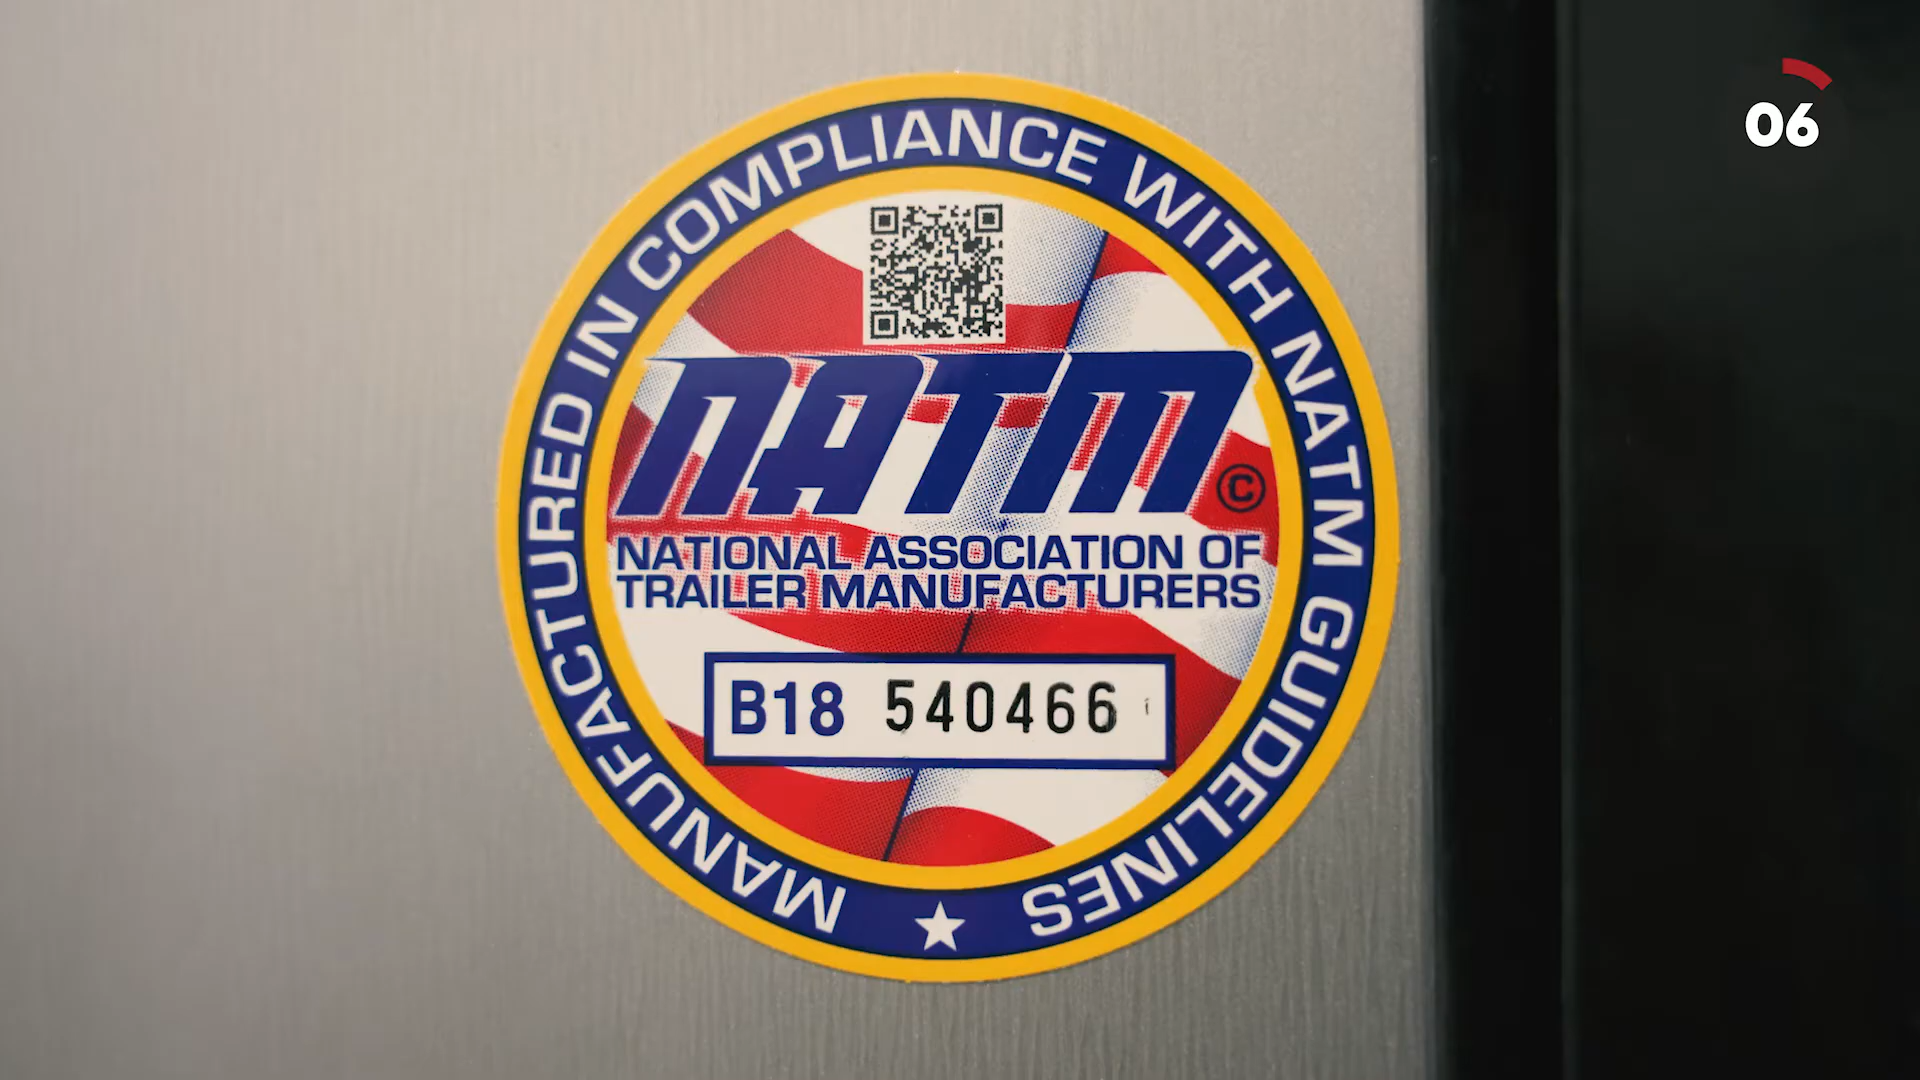 06
MANUFACTURED IN COMPLIANCE WITH NATM GUIDELINES
NATM ©
NATIONAL ASSOCIATION OF
TRAILER MANUFACTURERS
B18 540466